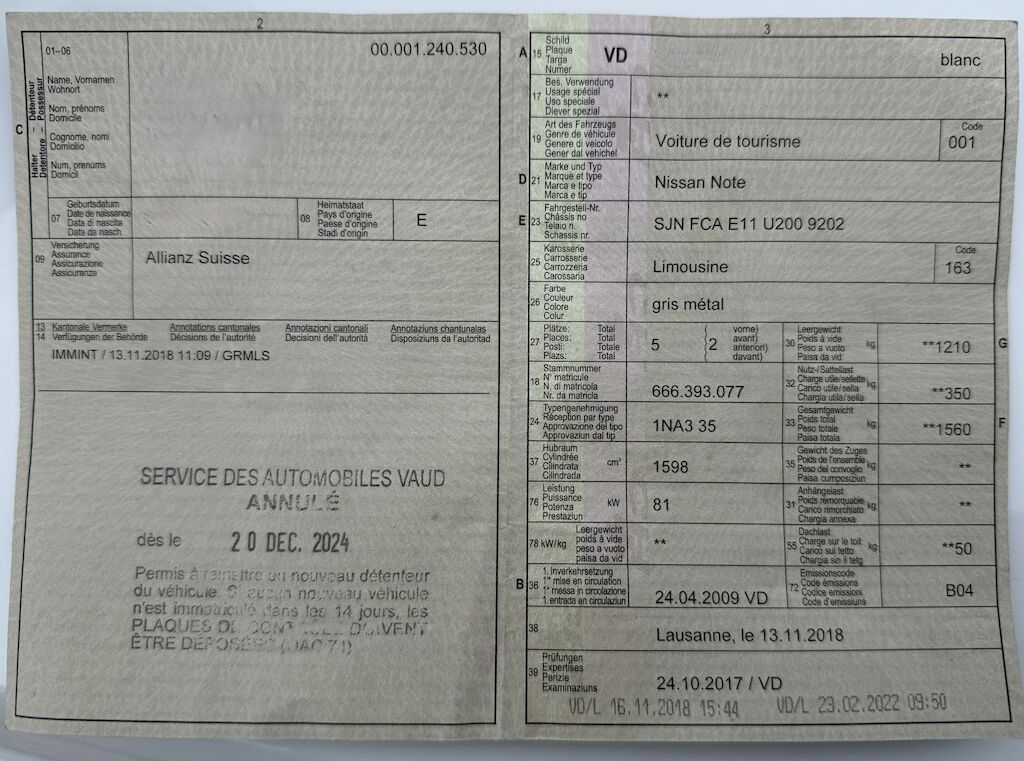 2
01–06
00.001.240.530
C
Halter – Détenteur
Detentore – Possessur
Name, Vornamen
Wohnort
Nom, prénoms
Domicile
Cognome, nomi
Domicilio
Num, prenums
Domicil
07
Geburtsdatum
Date de naissance
Data di nascita
Data da nasch.
08
Heimatstaat
Pays d'origine
Paese d'origine
Stadi d'origin
E
09
Versicherung
Assurance
Assicurazione
Assicuranza
Allianz Suisse
13 Kantonale Vermerke Annotations cantonales Annotazioni cantonali Annotaziuns chantunalas
14 Verfügungen der Behörde Décisions de l'autorité Decisioni dell'autorità Disposiziuns da l'autoritad
IMMINT / 13.11.2018 11:09 / GRMLS
SERVICE DES AUTOMOBILES VAUD
ANNULÉ
dès le 20 DEC. 2024
Permis à remettre au nouveau détenteur
du véhicule. Si aucun nouveau véhicule
n'est immatriculé dans les 14 jours, les
PLAQUES DE CONTRÔLE DOIVENT
ÊTRE DÉPOSÉES (OAC 71)
3
A 15
Schild
Plaque
Targa
Numer
VD
blanc
17
Bes. Verwendung
Usage spécial
Uso speciale
Diever spezial
**
19
Art des Fahrzeugs
Genre de véhicule
Genere di veicolo
Gener dal vehichel
Voiture de tourisme
Code
001
D 21
Marke und Typ
Marque et type
Marca e tipo
Marca e tip
Nissan Note
E 23
Fahrgestell-Nr.
Châssis no
Telaio n.
Schassis nr.
SJN FCA E11 U200 9202
25
Karosserie
Carrosserie
Carrozzeria
Carossaria
Limousine
Code
163
26
Farbe
Couleur
Colore
Colur
gris métal
27
Plätze: Total
Places: Total
Posti: Totale
Plazs: Total
5
2
vorne)
avant)
anteriori)
davant)
30
Leergewicht
Poids à vide
Peso a vuoto
Paisa da vid
kg
**1210
G
18
Stammnummer
N° matricule
N. di matricola
Nr. da matricla
666.393.077
32
Nutz-/Sattellast
Charge utile/sellette
Carico utile/sella
Chargia utila/sella
kg
**350
24
Typengenehmigung
Réception par type
Approvazione del tipo
Approvaziun dal tip
1NA3 35
33
Gesamtgewicht
Poids total
Peso totale
Paisa totala
kg
**1560
F
37
Hubraum
Cylindrée
Cilindrata
Cilindrada
cm³
1598
35
Gewicht des Zuges
Poids de l'ensemble
Peso del convoglio
Paisa cumposiziun
kg
**
76
Leistung
Puissance
Potenza
Prestaziun
kW
81
31
Anhängelast
Poids remorquable
Carico rimorchiato
Chargia annexa
kg
**
78 kW/kg
Leergewicht
poids à vide
peso a vuoto
paisa da vid
**
55
Dachlast
Charge sur le toit
Carico sul tetto
Chargia sin il tetg
kg
**50
B 36
1. Inverkehrsetzung
1re mise en circulation
1a messa in circolazione
1. entrada en circulaziun
24.04.2009 VD
72
Emissionscode
Code émissions
Codice emissioni
Code d'emissiuns
B04
38
Lausanne, le 13.11.2018
39
Prüfungen
Expertises
Perizie
Examinaziuns
24.10.2017 / VD
VD/L 16.11.2018 15:44 VD/L 23.02.2022 09:50